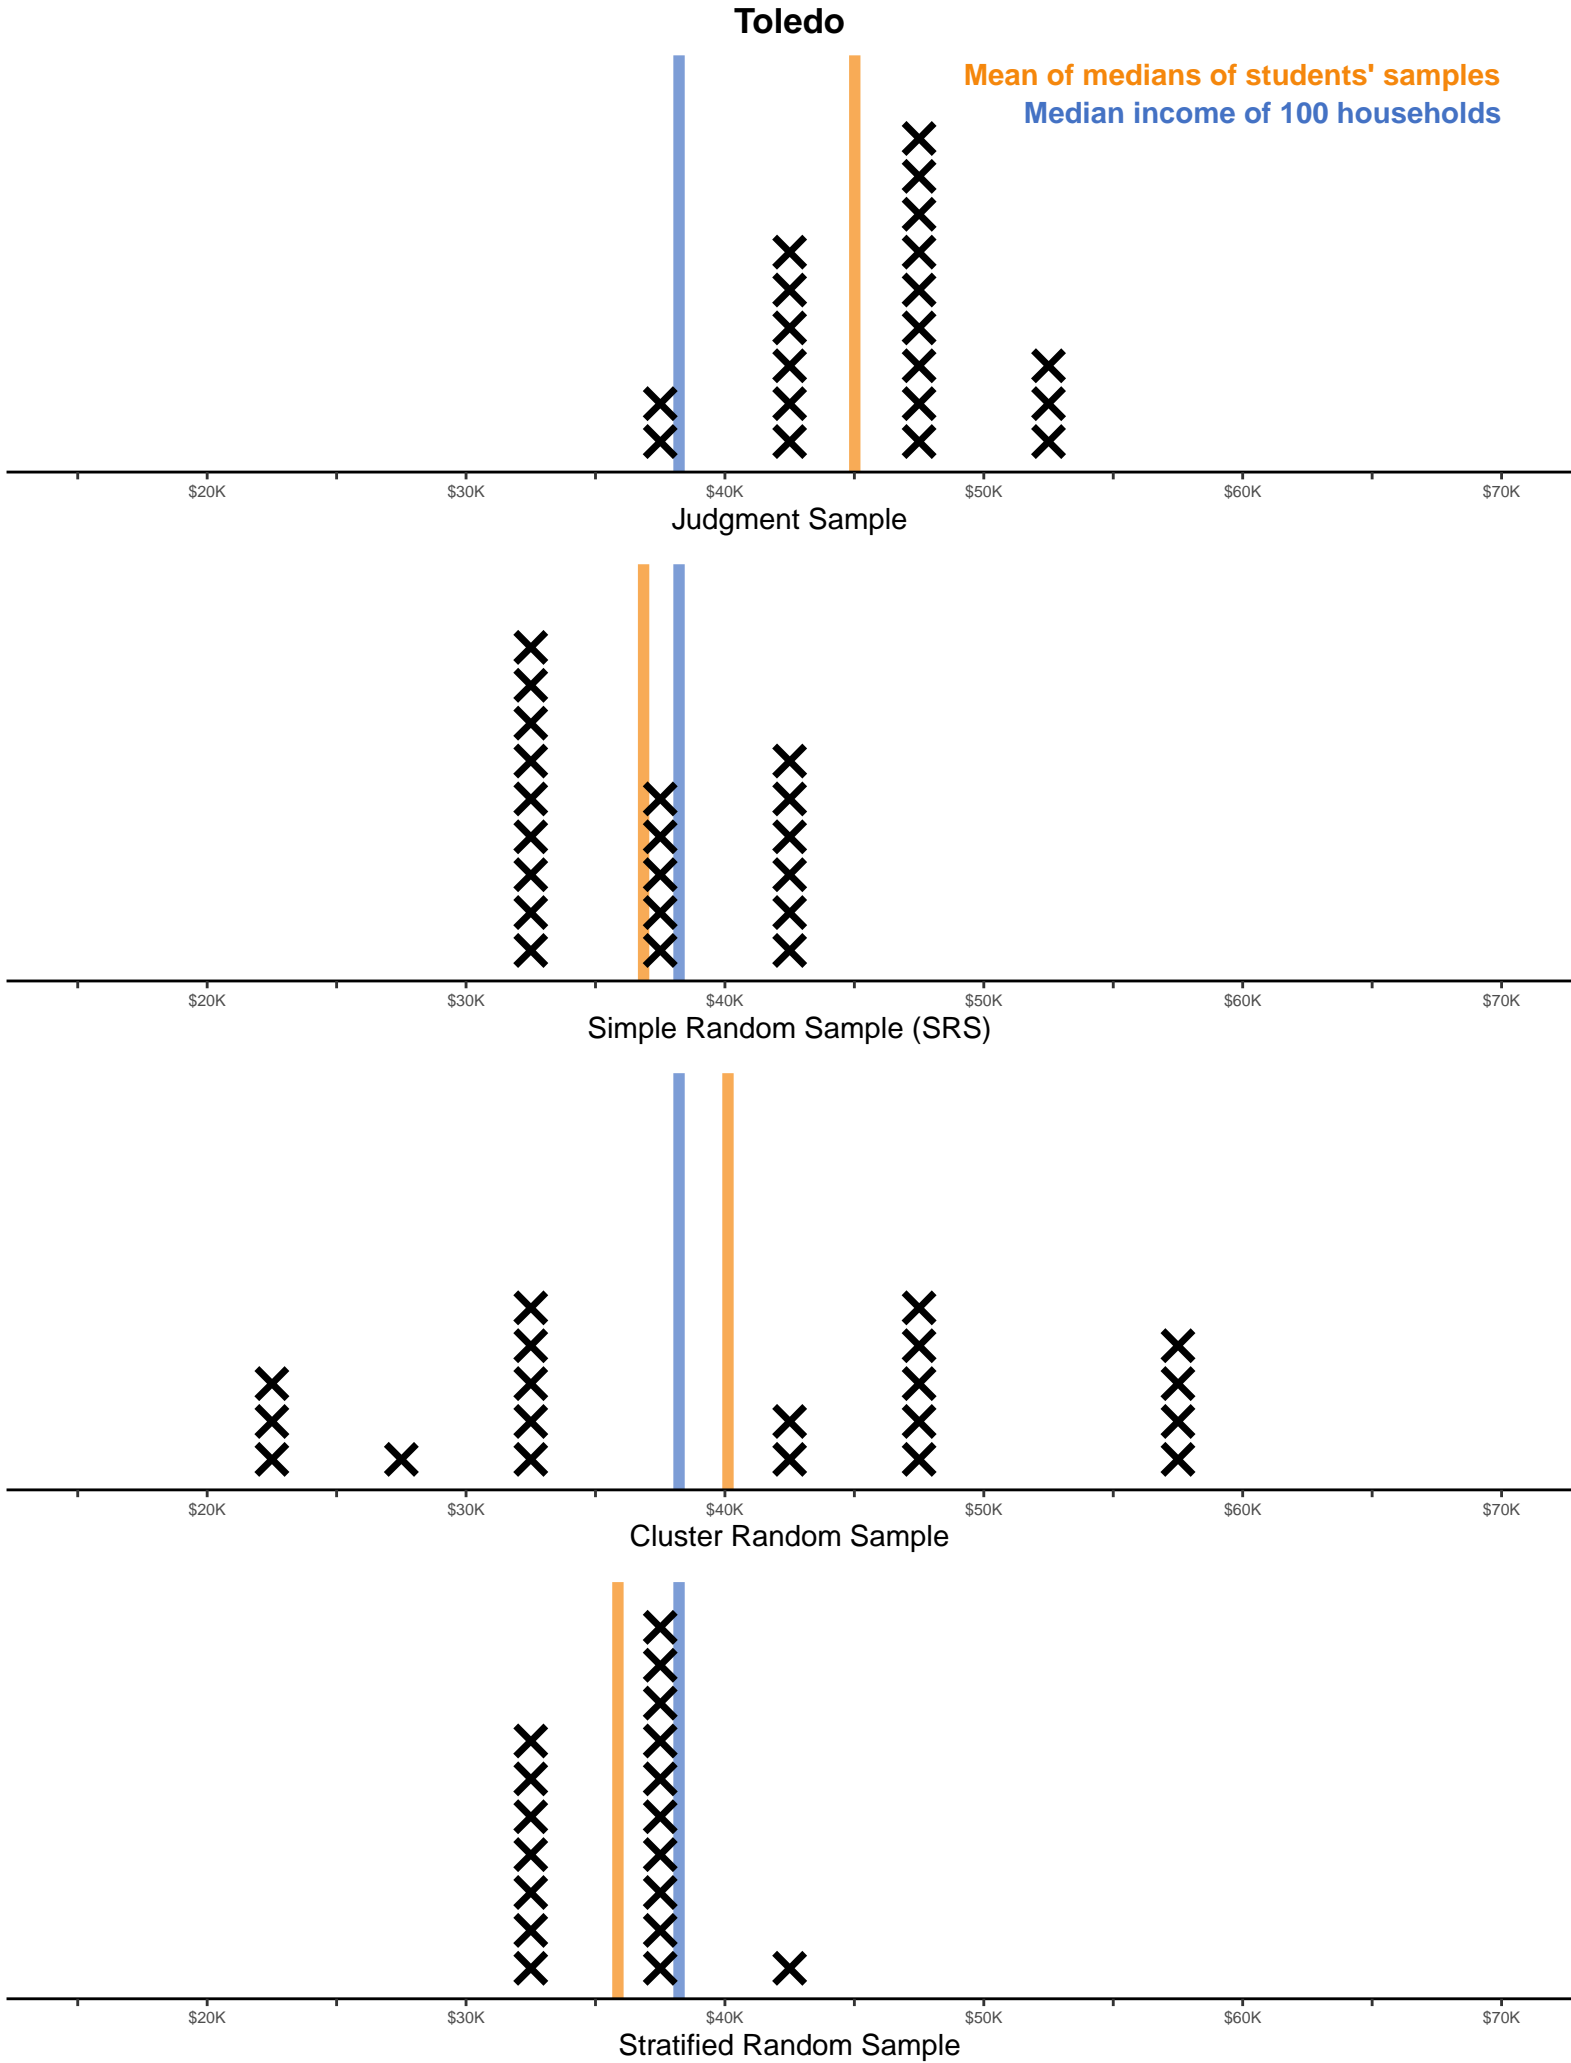 Toledo
Mean of medians of students' samples
Median income of 100 households
$20K $30K $40K $50K $60K $70K
Judgment Sample
$20K $30K $40K $50K $60K $70K
Simple Random Sample (SRS)
$20K $30K $40K $50K $60K $70K
Cluster Random Sample
$20K $30K $40K $50K $60K $70K
Stratified Random Sample